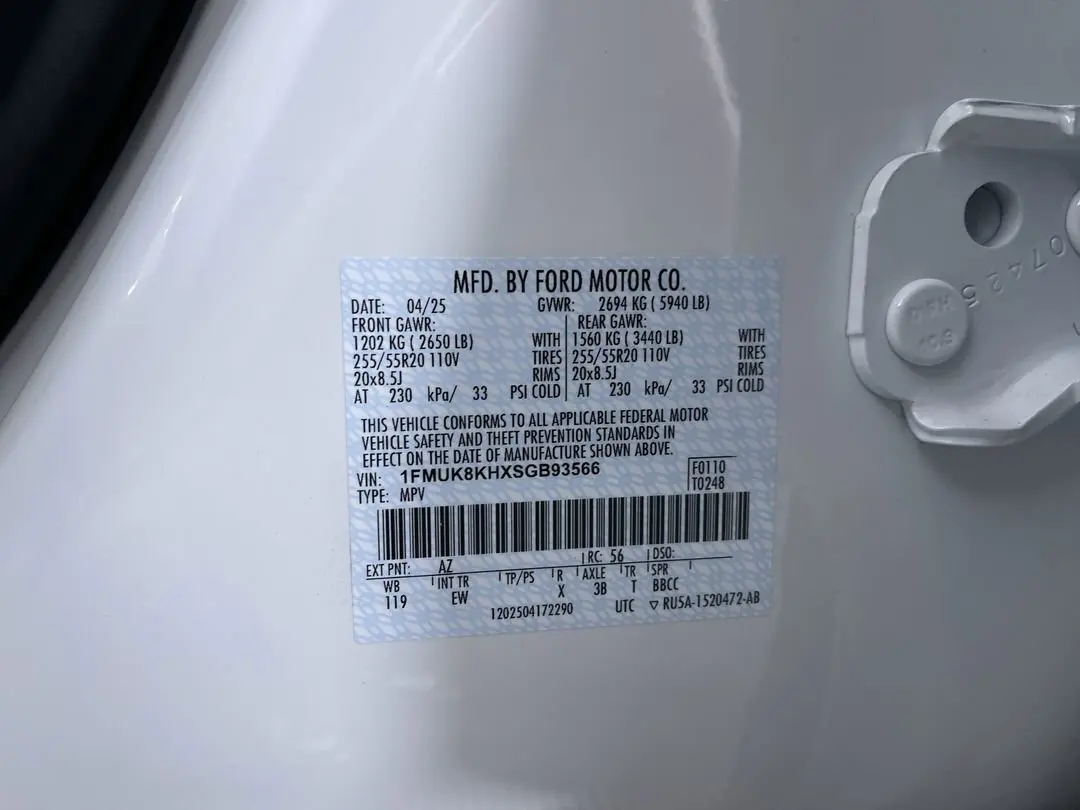 MFD. BY FORD MOTOR CO.
DATE: 04/25 GVWR: 2694 KG ( 5940 LB)
FRONT GAWR: REAR GAWR:
1202 KG ( 2650 LB) WITH 1560 KG ( 3440 LB) WITH
255/55R20 110V TIRES 255/55R20 110V TIRES
20x8.5J RIMS 20x8.5J RIMS
AT 230 kPa/ 33 PSI COLD AT 230 kPa/ 33 PSI COLD
THIS VEHICLE CONFORMS TO ALL APPLICABLE FEDERAL MOTOR
VEHICLE SAFETY AND THEFT PREVENTION STANDARDS IN
EFFECT ON THE DATE OF MANUFACTURE SHOWN ABOVE.
VIN: 1FMUK8KHXSGB93566 F0110
TYPE: MPV T0248
EXT PNT: AZ RC: 56 DSO:
WB INT TR TP/PS R AXLE TR SPR
119 EW X 3B T BBCC
1202504172290 UTC ▽ RU5A-1520472-AB
07425